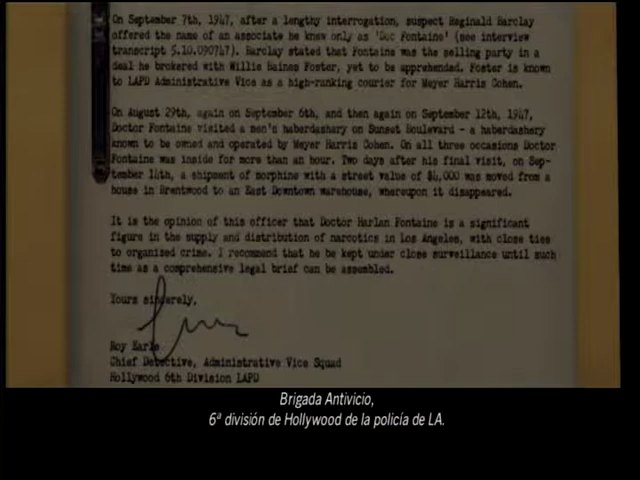 On September 7th, 1947, after a lengthy interrogation, suspect Reginald Barclay
offered the name of an associate he knew only as 'Doc Fontaine' (see interview
transcript 5.10.090747). Barclay stated that Fontaine was the selling party in a
deal he brokered with Willie Haines Foster, yet to be apprehended. Foster is known
to LAPD Administrative Vice as a high-ranking courier for Meyer Harris Cohen.
On August 29th, again on September 6th, and then again on September 12th, 1947,
Doctor Fontaine visited a men's haberdashery on Sunset Boulevard - a haberdashery
known to be owned and operated by Meyer Harris Cohen. On all three occasions Doctor
Fontaine was inside for more than an hour. Two days after his final visit, on Sep-
tember 14th, a shipment of morphine with a street value of $4,000 was moved from a
house in Brentwood to an East Downtown warehouse, whereupon it disappeared.
It is the opinion of this officer that Doctor Harlan Fontaine is a significant
figure in the supply and distribution of narcotics in Los Angeles, with close ties
to organized crime. I recommend that he be kept under close surveillance until such
time as a comprehensive legal brief can be assembled.
Yours sincerely,
Roy Earle
Chief Detective, Administrative Vice Squad
Hollywood 6th Division LAPD
Brigada Antivicio,
6ª división de Hollywood de la policía de LA.